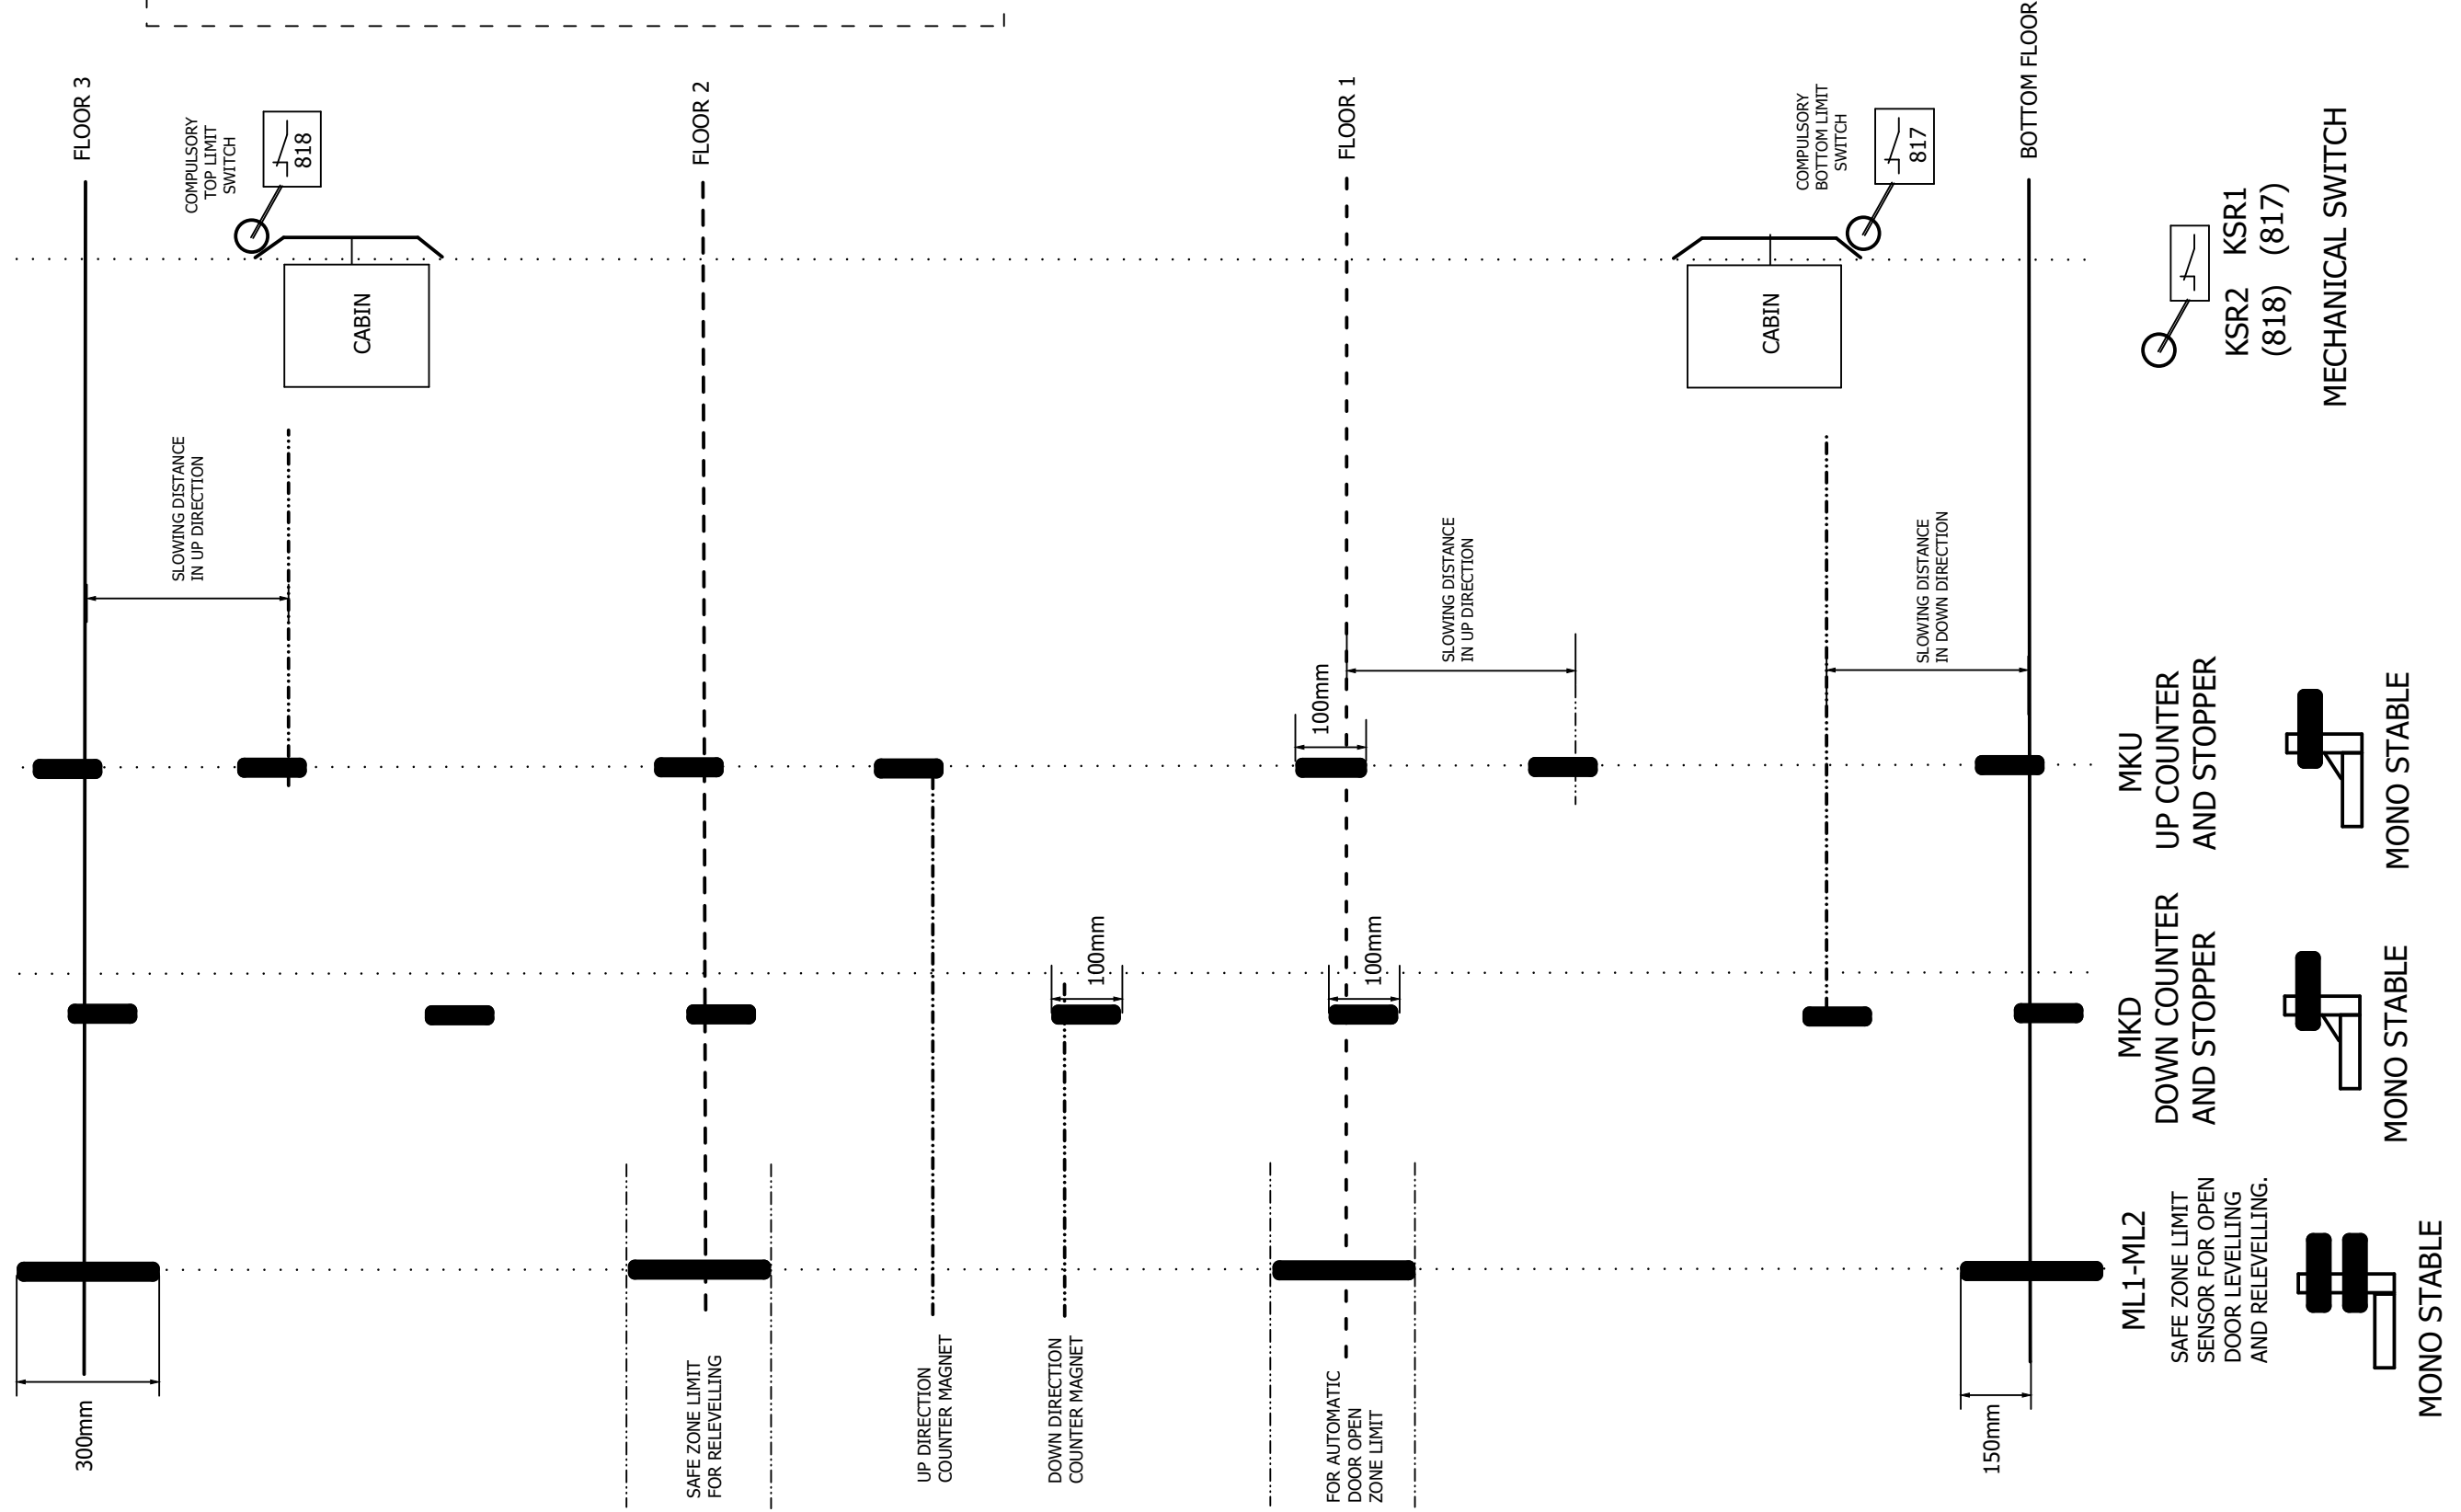 FLOOR 3
COMPULSORY
TOP LIMIT
SWITCH
818
CABIN
SLOWING DISTANCE
IN UP DIRECTION
300mm
FLOOR 2
SAFE ZONE LIMIT
FOR RELEVELLING
UP DIRECTION
COUNTER MAGNET
DOWN DIRECTION
COUNTER MAGNET
100mm
FLOOR 1
100mm
100mm
SLOWING DISTANCE
IN UP DIRECTION
FOR AUTOMATIC
DOOR OPEN
ZONE LIMIT
COMPULSORY
BOTTOM LIMIT
SWITCH
817
CABIN
SLOWING DISTANCE
IN DOWN DIRECTION
BOTTOM FLOOR
150mm
ML1-ML2
SAFE ZONE LIMIT
SENSOR FOR OPEN
DOOR LEVELLING
AND RELEVELLING.
MONO STABLE
MKD
DOWN COUNTER
AND STOPPER
MONO STABLE
MKU
UP COUNTER
AND STOPPER
MONO STABLE
KSR2 KSR1
(818) (817)
MECHANICAL SWITCH